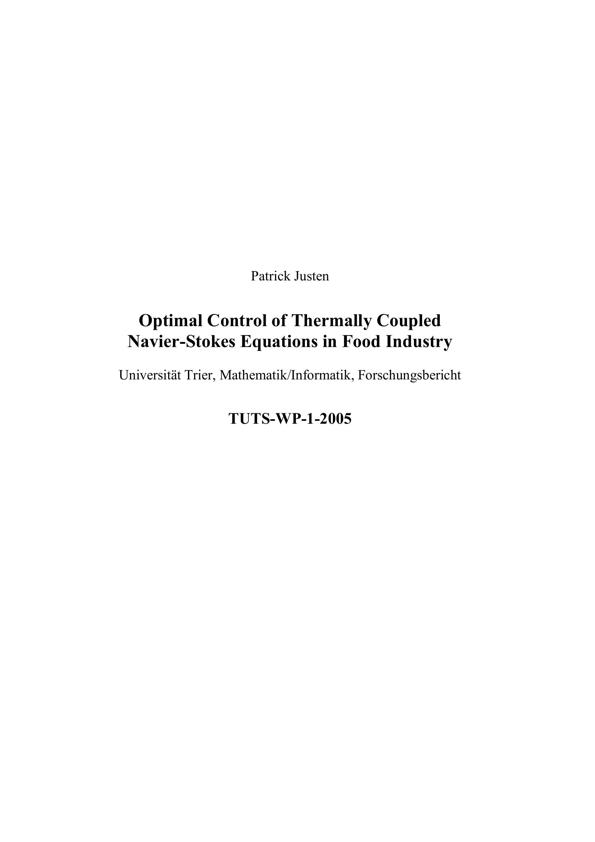 Patrick Justen
Optimal Control of Thermally Coupled
Navier-Stokes Equations in Food Industry
Universität Trier, Mathematik/Informatik, Forschungsbericht
TUTS-WP-1-2005